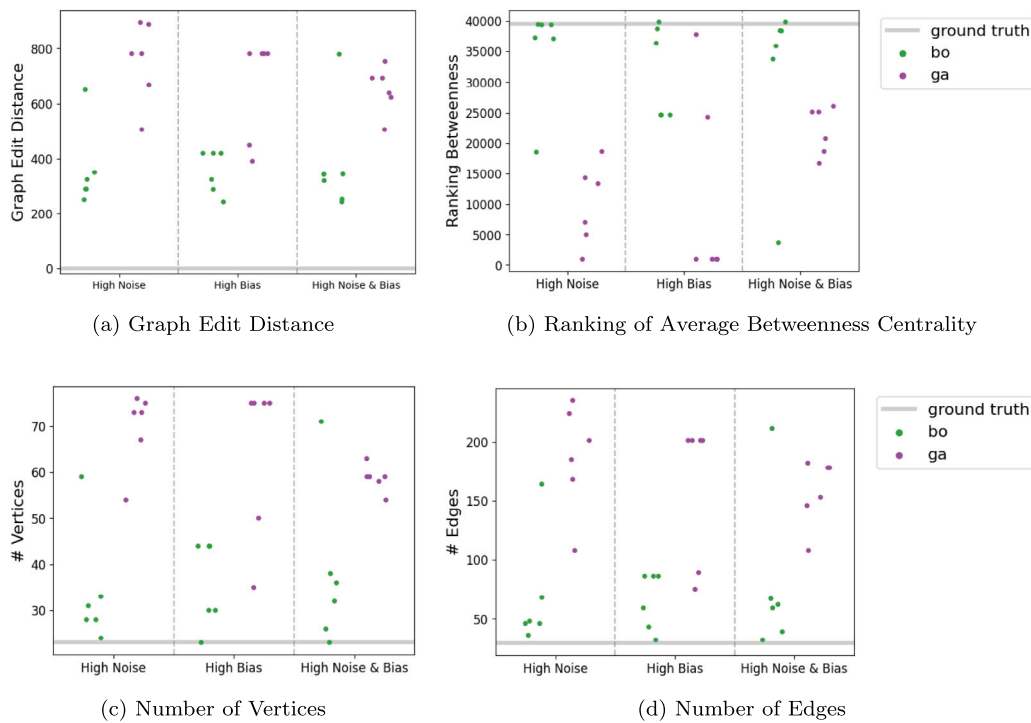 Graph Edit Distance
800
600
400
200
0
High Noise High Bias High Noise & Bias
(a) Graph Edit Distance
Ranking Betweenness
40000
35000
30000
25000
20000
15000
10000
5000
0
High Noise High Bias High Noise & Bias
ground truth
bo
ga
(b) Ranking of Average Betweenness Centrality
# Vertices
70
60
50
40
30
High Noise High Bias High Noise & Bias
(c) Number of Vertices
# Edges
200
150
100
50
High Noise High Bias High Noise & Bias
ground truth
bo
ga
(d) Number of Edges